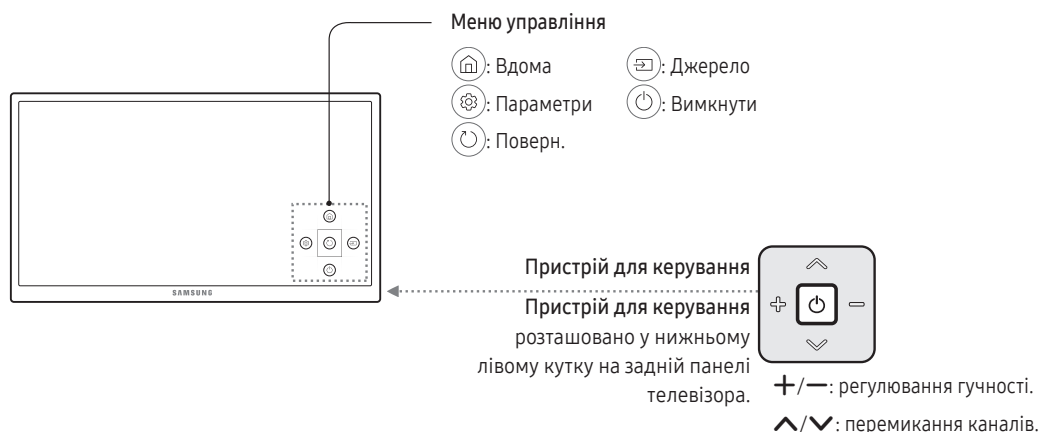 Меню управління
: Вдома
: Джерело
: Параметри
: Вимкнути
: Поверн.
SAMSUNG
Пристрій для керування
Пристрій для керування
розташовано у нижньому
лівому кутку на задній панелі
телевізора.
+/−: регулювання гучності.
∧/∨: перемикання каналів.